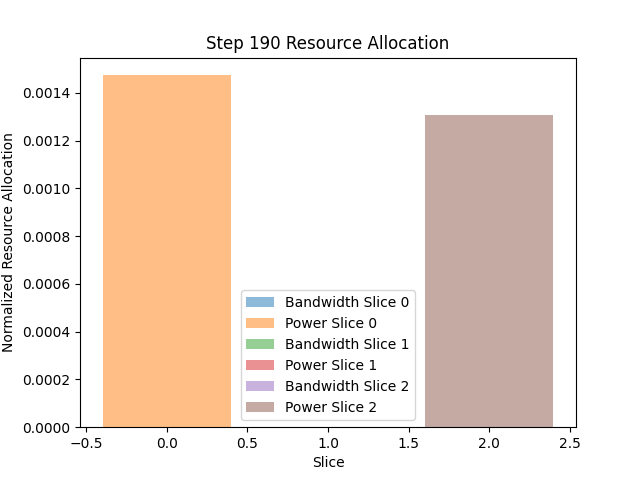 Step 190 Resource Allocation
Normalized Resource Allocation
0.0014
0.0012
0.0010
0.0008
0.0006
0.0004
0.0002
0.0000
Bandwidth Slice 0
Power Slice 0
Bandwidth Slice 1
Power Slice 1
Bandwidth Slice 2
Power Slice 2
−0.5 0.0 0.5 1.0 1.5 2.0 2.5
Slice